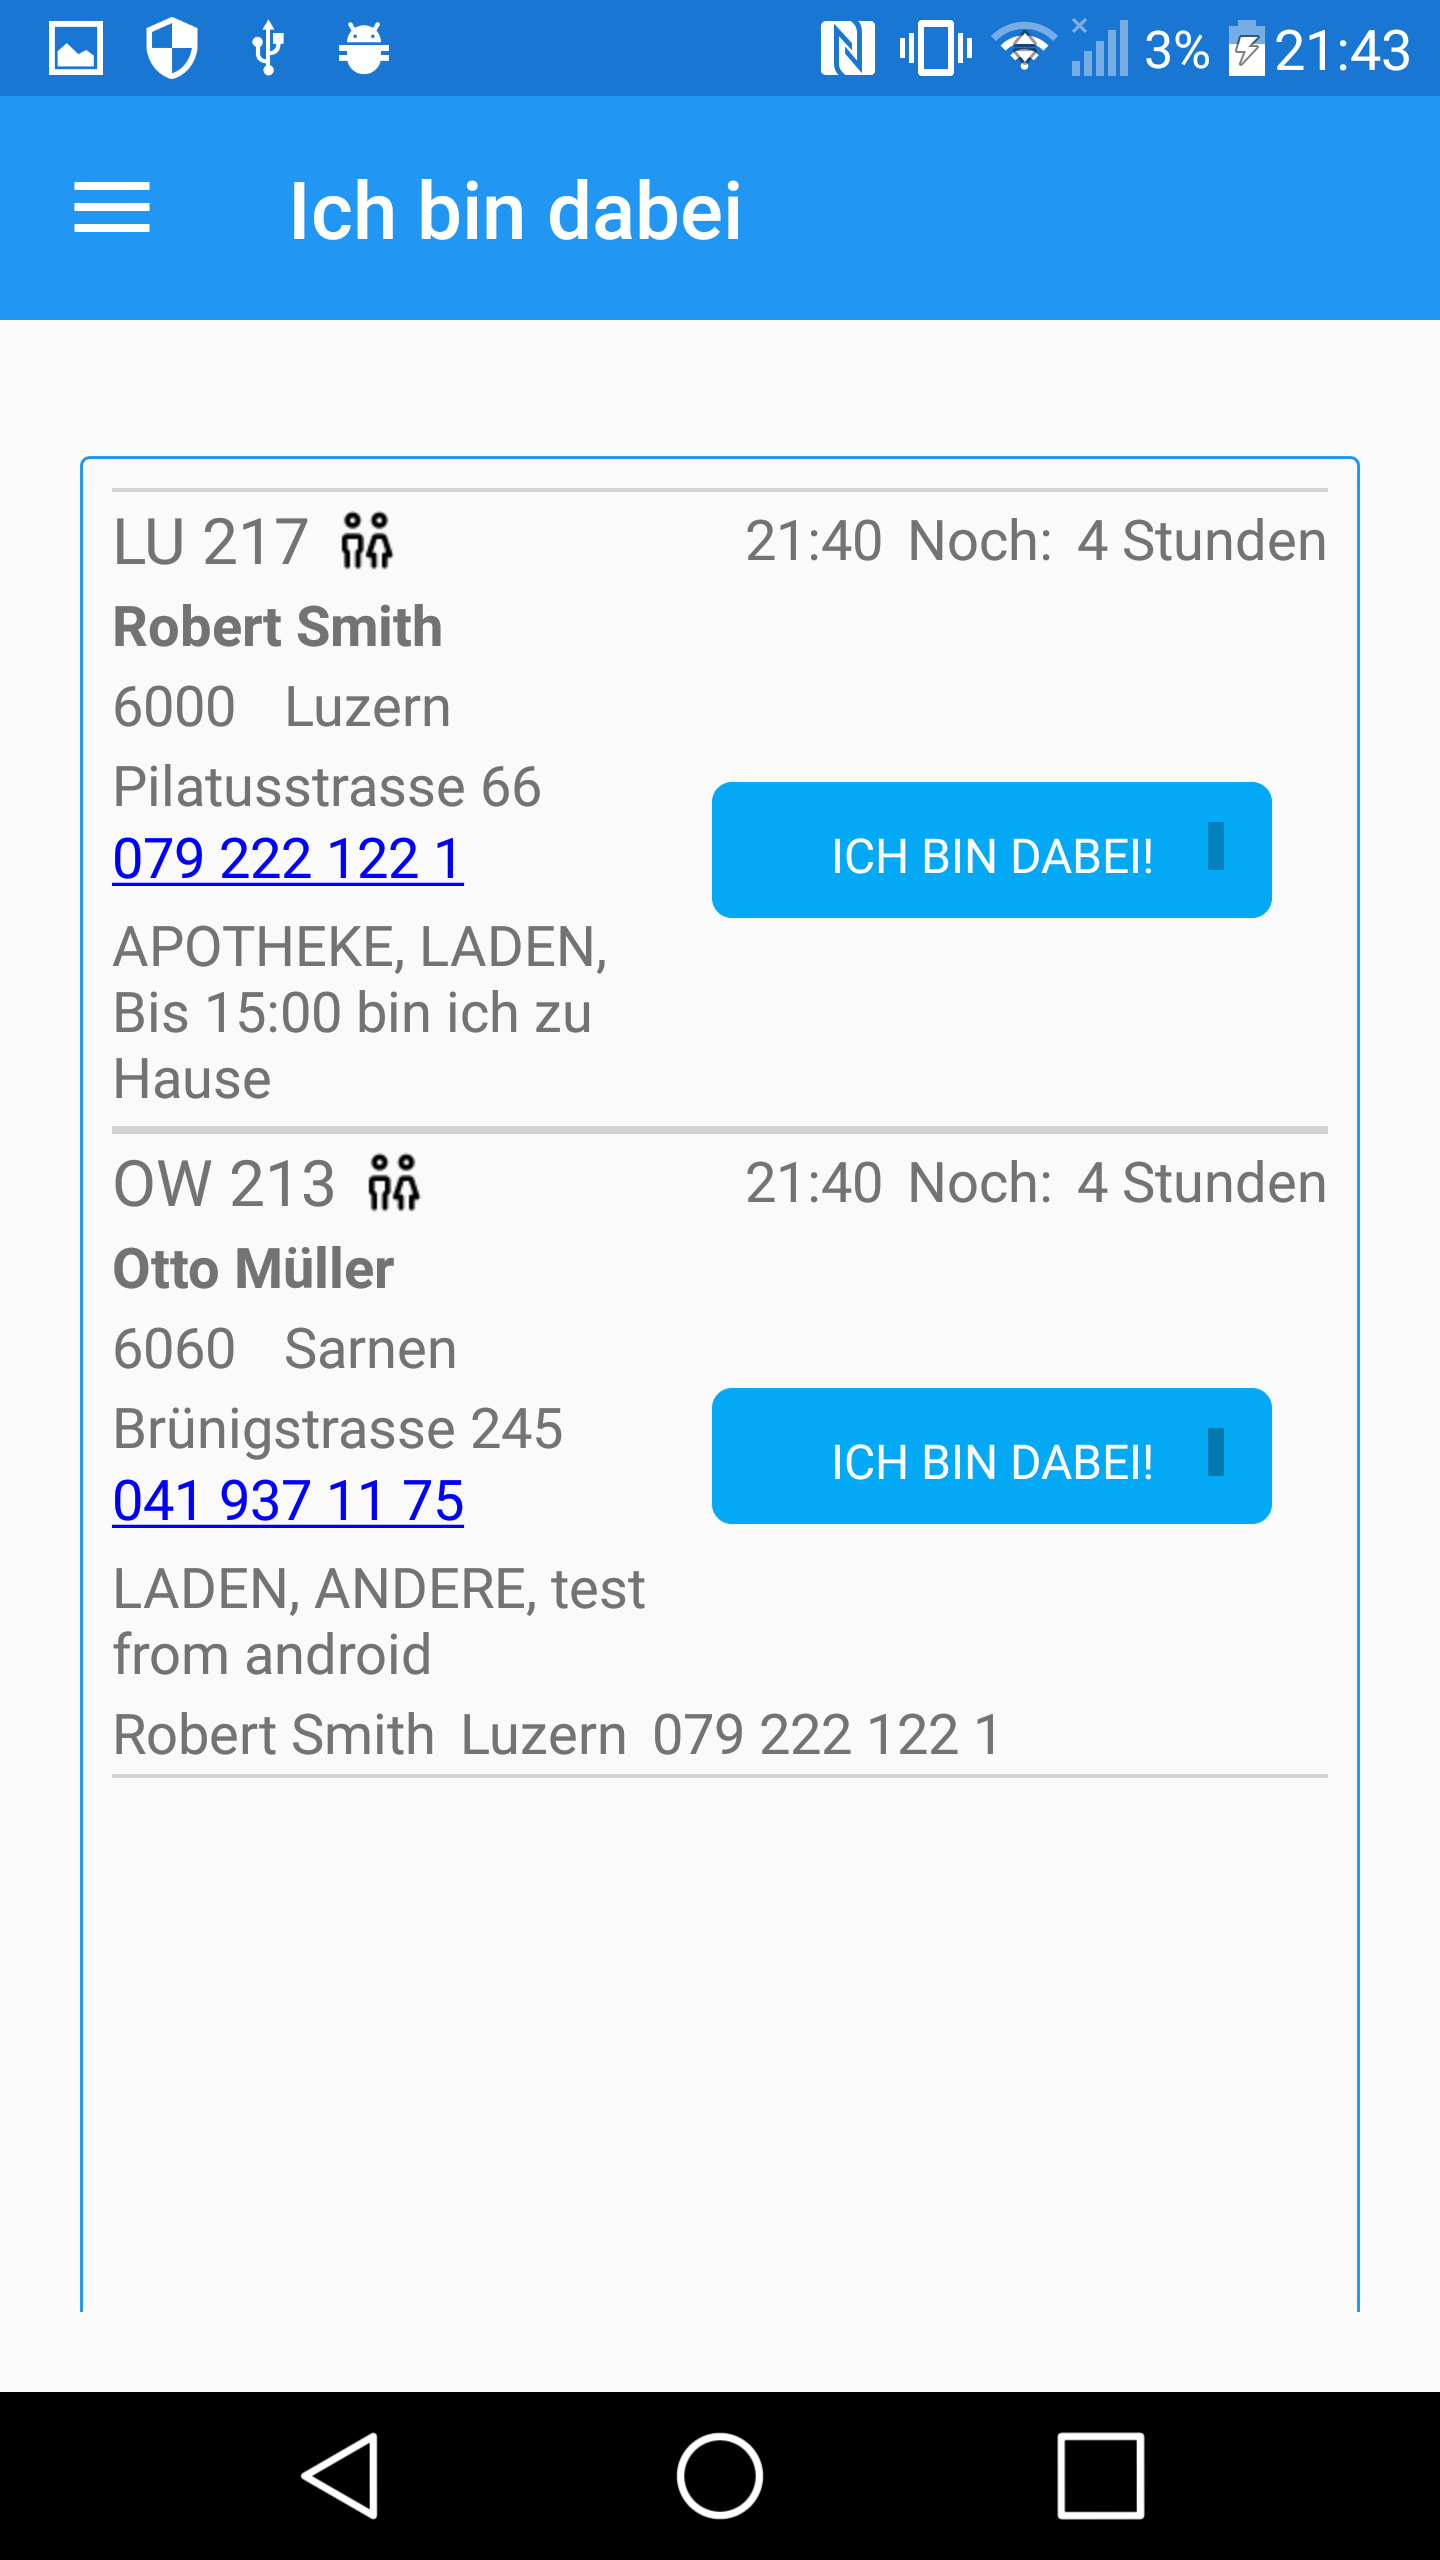 3% 21:43
Ich bin dabei
LU 217 21:40 Noch: 4 Stunden
Robert Smith
6000 Luzern
Pilatusstrasse 66
079 222 122 1
ICH BIN DABEI!
APOTHEKE, LADEN,
Bis 15:00 bin ich zu
Hause
OW 213 21:40 Noch: 4 Stunden
Otto Müller
6060 Sarnen
Brünigstrasse 245
041 937 11 75
ICH BIN DABEI!
LADEN, ANDERE, test
from android
Robert Smith Luzern 079 222 122 1